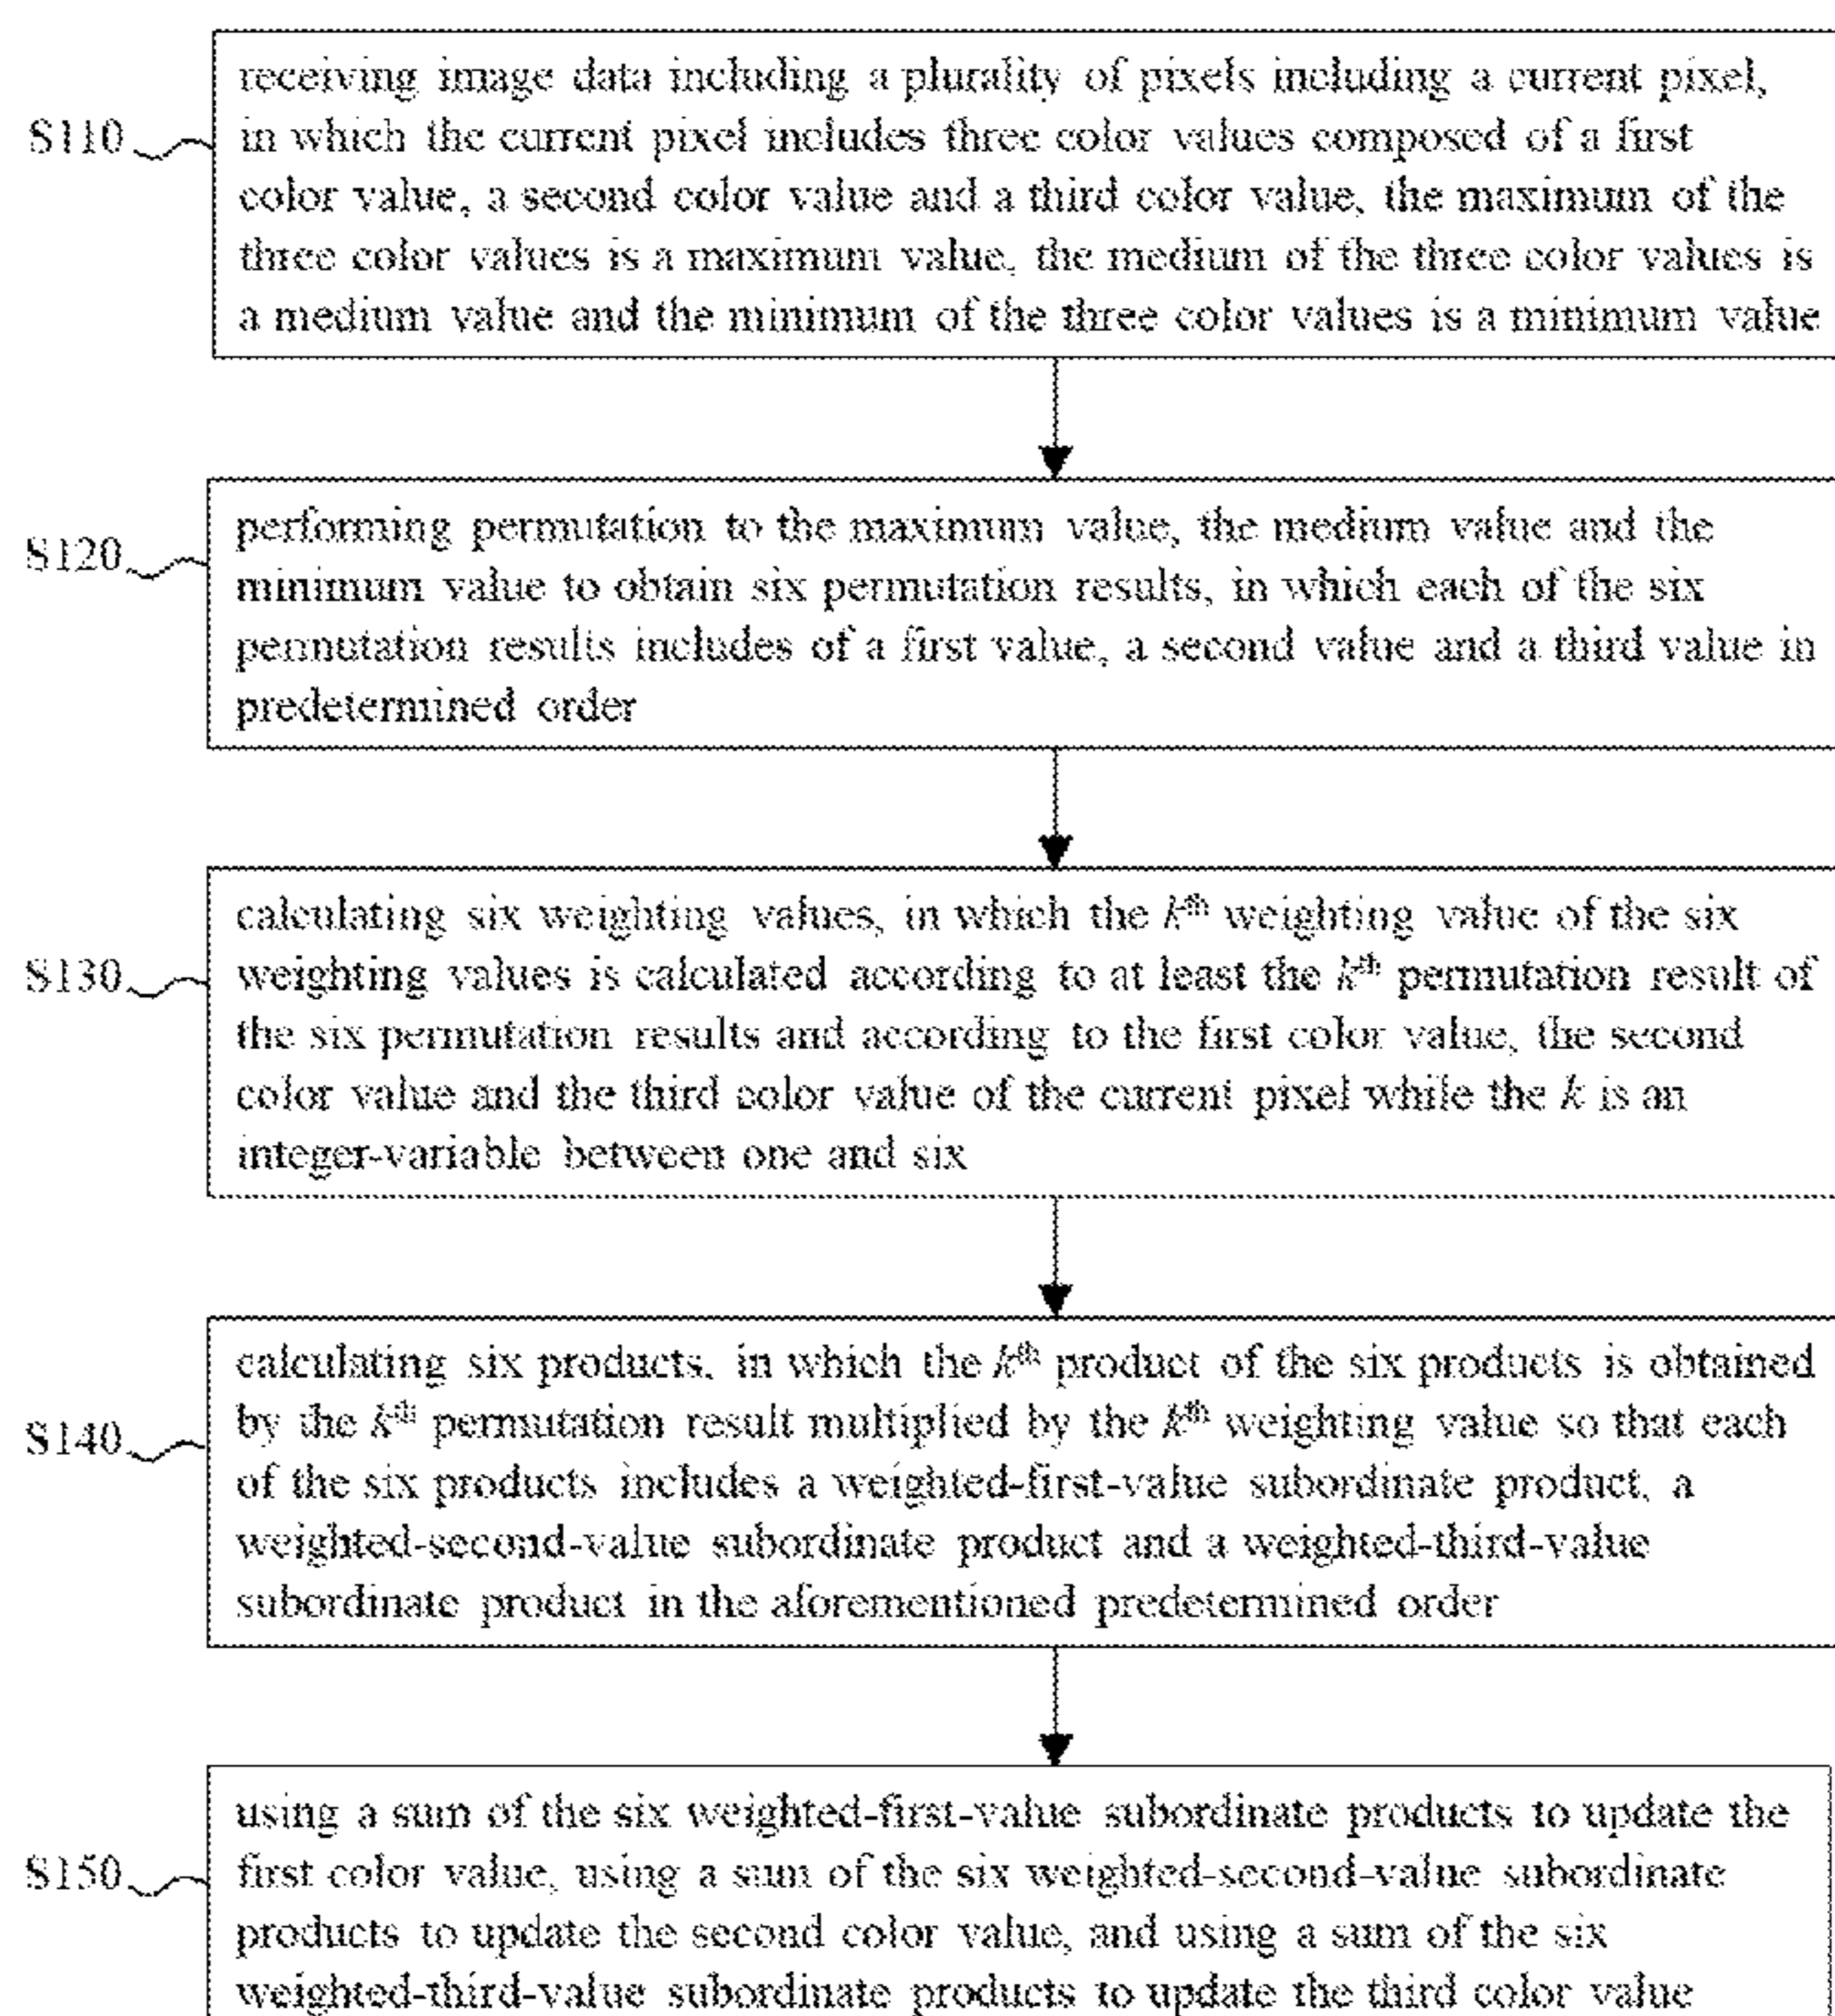 receiving image data including a plurality of pixels including a current pixel,
S110 in which the current pixel includes three color values composed of a first
color value, a second color value and a third color value, the maximum of the
three color values is a maximum value, the medium of the three color values is
a medium value and the minimum of the three color values is a minimum value
performing permutation to the maximum value, the medium value and the
S120 minimum value to obtain six permutation results, in which each of the six
permutation results includes of a first value, a second value and a third value in
predetermined order
calculating six weighting values, in which the kth weighting value of the six
S130 weighting values is calculated according to at least the kth permutation result of
the six permutation results and according to the first color value, the second
color value and the third color value of the current pixel while the k is an
integer-variable between one and six
calculating six products, in which the kth product of the six products is obtained
S140 by the kth permutation result multiplied by the kth weighting value so that each
of the six products includes a weighted-first-value subordinate product, a
weighted-second-value subordinate product and a weighted-third-value
subordinate product in the aforementioned predetermined order
using a sum of the six weighted-first-value subordinate products to update the
S150 first color value, using a sum of the six weighted-second-value subordinate
products to update the second color value, and using a sum of the six
weighted-third-value subordinate products to update the third color value